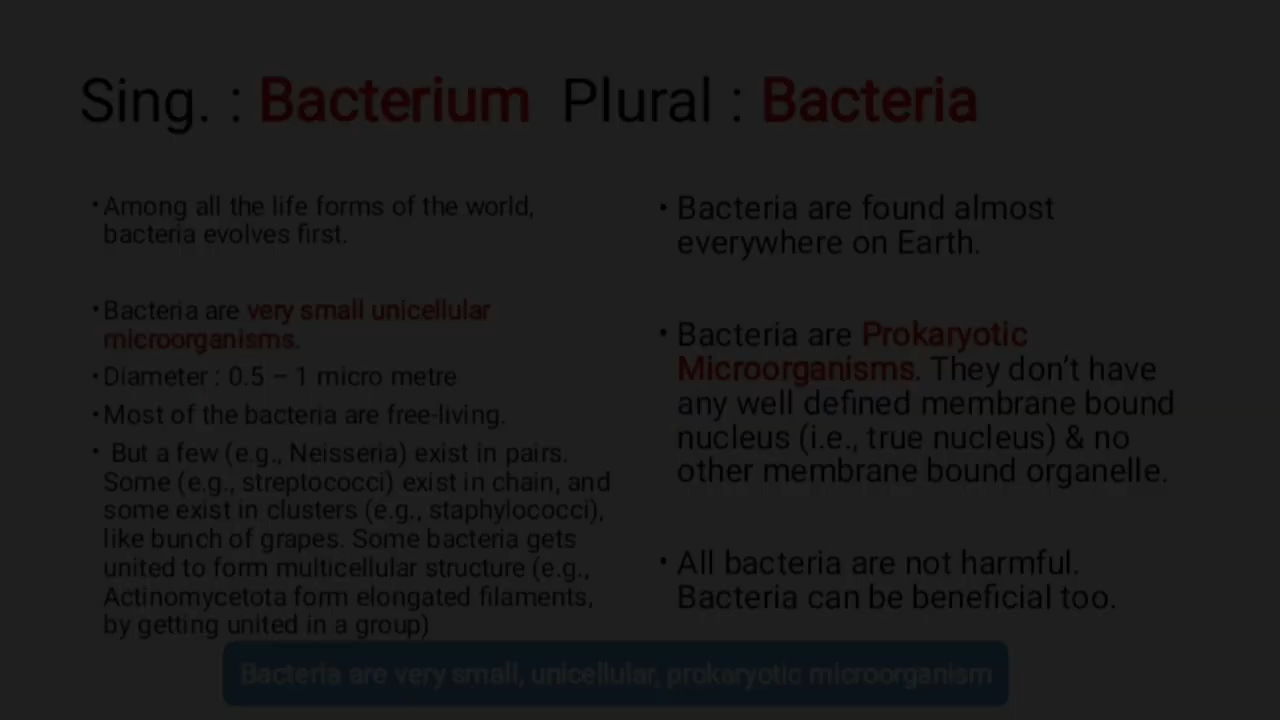 Sing. : Bacterium Plural : Bacteria
•Among all the life forms of the world,
bacteria evolves first.
•Bacteria are very small unicellular
microorganisms.
•Diameter : 0.5 – 1 micro metre
•Most of the bacteria are free-living.
• But a few (e.g., Neisseria) exist in pairs.
Some (e.g., streptococci) exist in chain, and
some exist in clusters (e.g., staphylococci),
like bunch of grapes. Some bacteria gets
united to form multicellular structure (e.g.,
Actinomycetota form elongated filaments,
by getting united in a group)
• Bacteria are found almost
everywhere on Earth.
• Bacteria are Prokaryotic
Microorganisms. They don’t have
any well defined membrane bound
nucleus (i.e., true nucleus) & no
other membrane bound organelle.
• All bacteria are not harmful.
Bacteria can be beneficial too.
Bacteria are very small, unicellular, prokaryotic microorganism